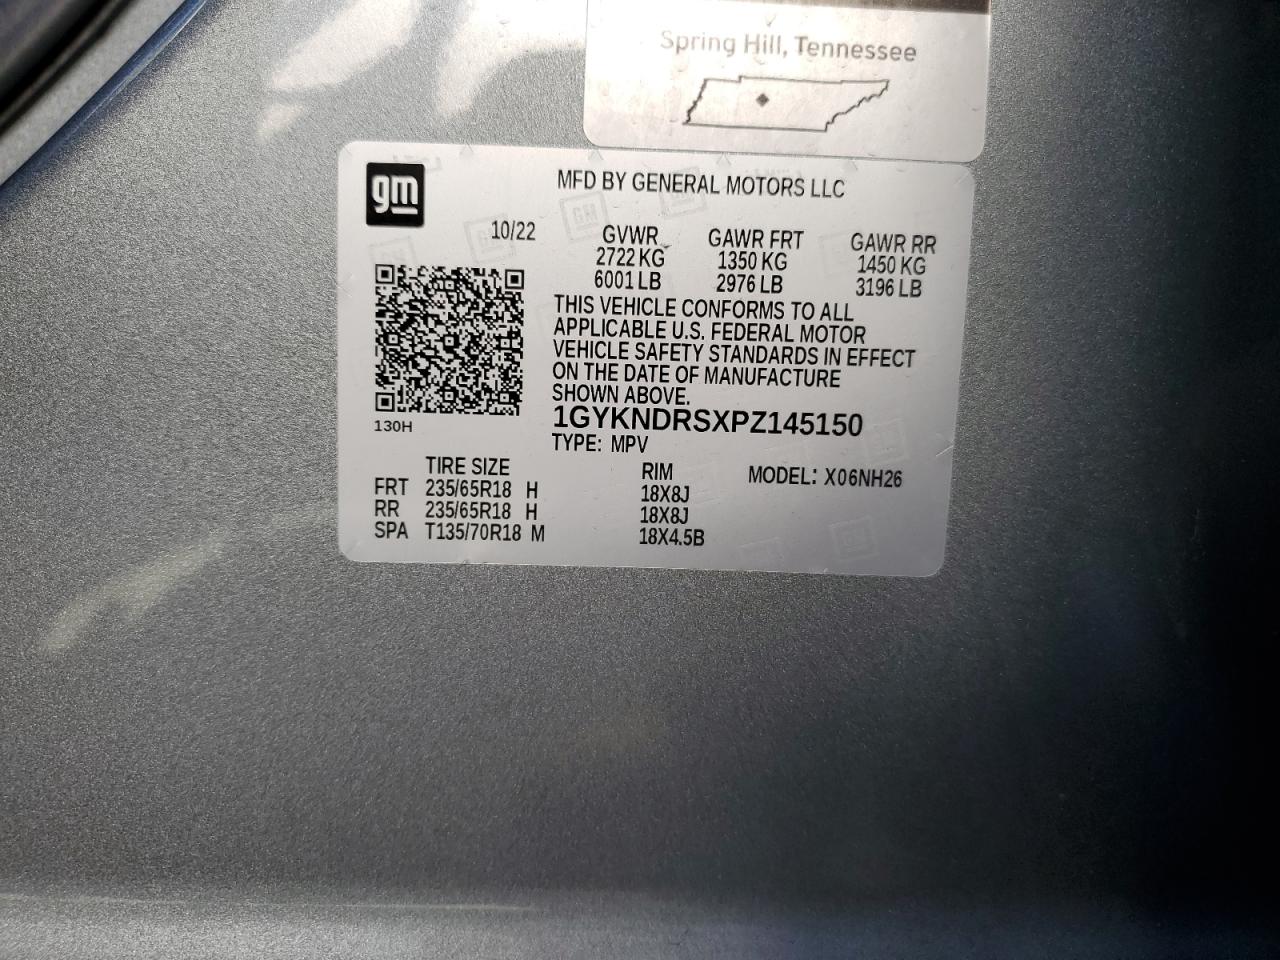 Spring Hill, Tennessee
gm
MFD BY GENERAL MOTORS LLC
10/22
GVWR GAWR FRT GAWR RR
2722 KG 1350 KG 1450 KG
6001 LB 2976 LB 3196 LB
THIS VEHICLE CONFORMS TO ALL
APPLICABLE U.S. FEDERAL MOTOR
VEHICLE SAFETY STANDARDS IN EFFECT
ON THE DATE OF MANUFACTURE
SHOWN ABOVE.
1GYKNDRSXPZ145150
130H
TYPE: MPV
TIRE SIZE RIM MODEL: X06NH26
FRT 235/65R18 H 18X8J
RR 235/65R18 H 18X8J
SPA T135/70R18 M 18X4.5B